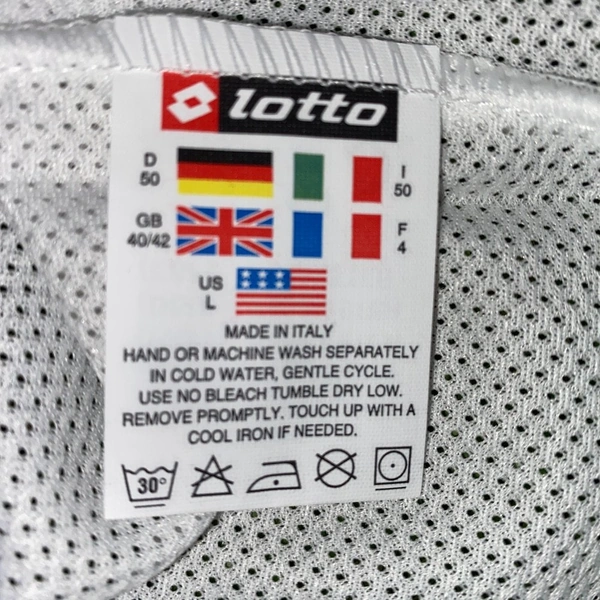 lotto
D
50
I
50
GB
40/42
F
4
US
L
MADE IN ITALY
HAND OR MACHINE WASH SEPARATELY
IN COLD WATER, GENTLE CYCLE.
USE NO BLEACH TUMBLE DRY LOW.
REMOVE PROMPTLY. TOUCH UP WITH A
COOL IRON IF NEEDED.
30°